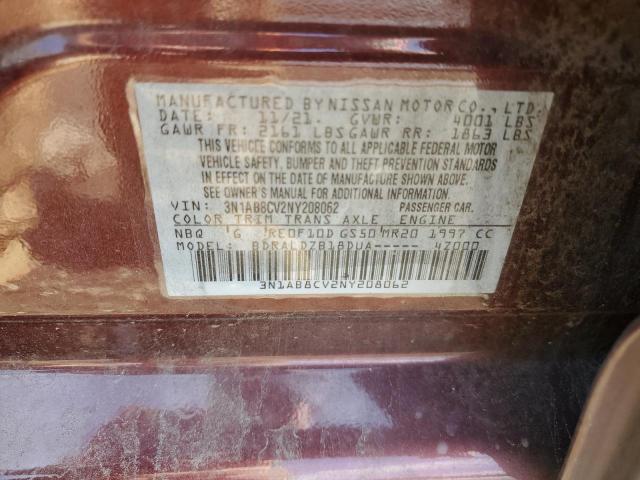 MANUFACTURED BY NISSAN MOTOR CO., LTD.
DATE: 11/21. GVWR: 4001 LBS
GAWR FR: 2161 LBS GAWR RR: 1863 LBS
THIS VEHICLE CONFORMS TO ALL APPLICABLE FEDERAL MOTOR
VEHICLE SAFETY, BUMPER AND THEFT PREVENTION STANDARDS
IN EFFECT ON THE DATE OF MANUFACTURE SHOWN ABOVE.
SEE OWNER'S MANUAL FOR ADDITIONAL INFORMATION.
VIN: 3N1AB8CV2NY208062 PASSENGER CAR.
COLOR TRIM TRANS AXLE ENGINE
NBQ G RE0F10D GS50 MR20 1997 CC
BDRALDZB18DUA----- 4Z000
3N1AB8CV2NY208062